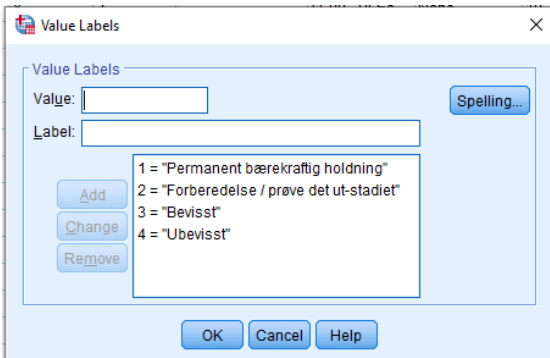 Value Labels
Value Labels
Value:
Spelling...
Label:
1 = "Permanent bærekraftig holdning"
2 = "Forberedelse / prøve det ut-stadiet"
3 = "Bevisst"
4 = "Ubevisst"
Add
Change
Remove
OK Cancel Help